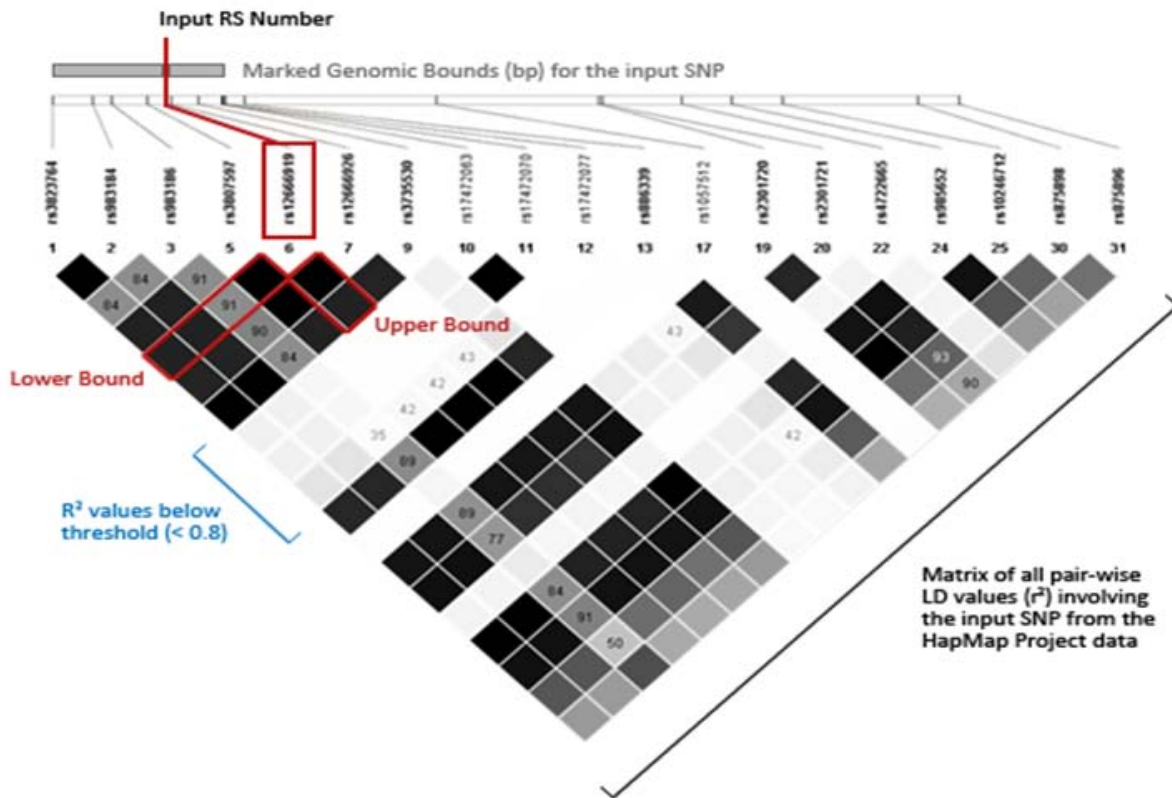 Input RS Number
Marked Genomic Bounds (bp) for the input SNP
rs3823764
rs983184
rs983186
rs3807597
rs12666919
rs12666926
rs3735530
rs17472063
rs17472070
rs17472077
rs886339
rs1057512
rs2301720
rs2301721
rs4722665
rs985652
rs10246712
rs875898
rs875896
1 2 3 5 6 7 9 10 11 12 13 17 19 20 22 24 25 30 31
84 91
84 91
90
84
Upper Bound
Lower Bound
43
43
42
42
35
89
93
90
42
R² values below
threshold (< 0.8)
89
77
84
91
50
Matrix of all pair-wise
LD values (r²) involving
the input SNP from the
HapMap Project data